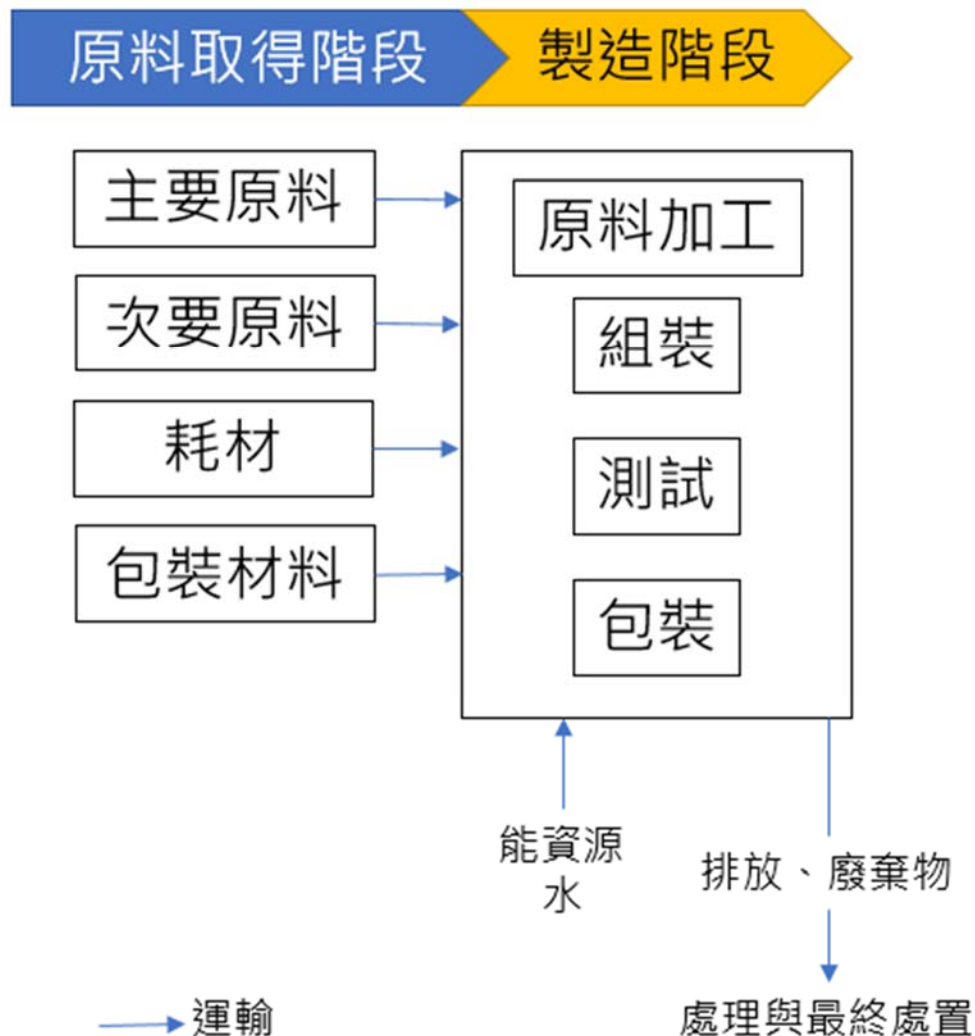 原料取得階段
製造階段
主要原料
次要原料
耗材
包裝材料
原料加工
組裝
測試
包裝
能資源
水
排放、廢棄物
運輸
處理與最終處置